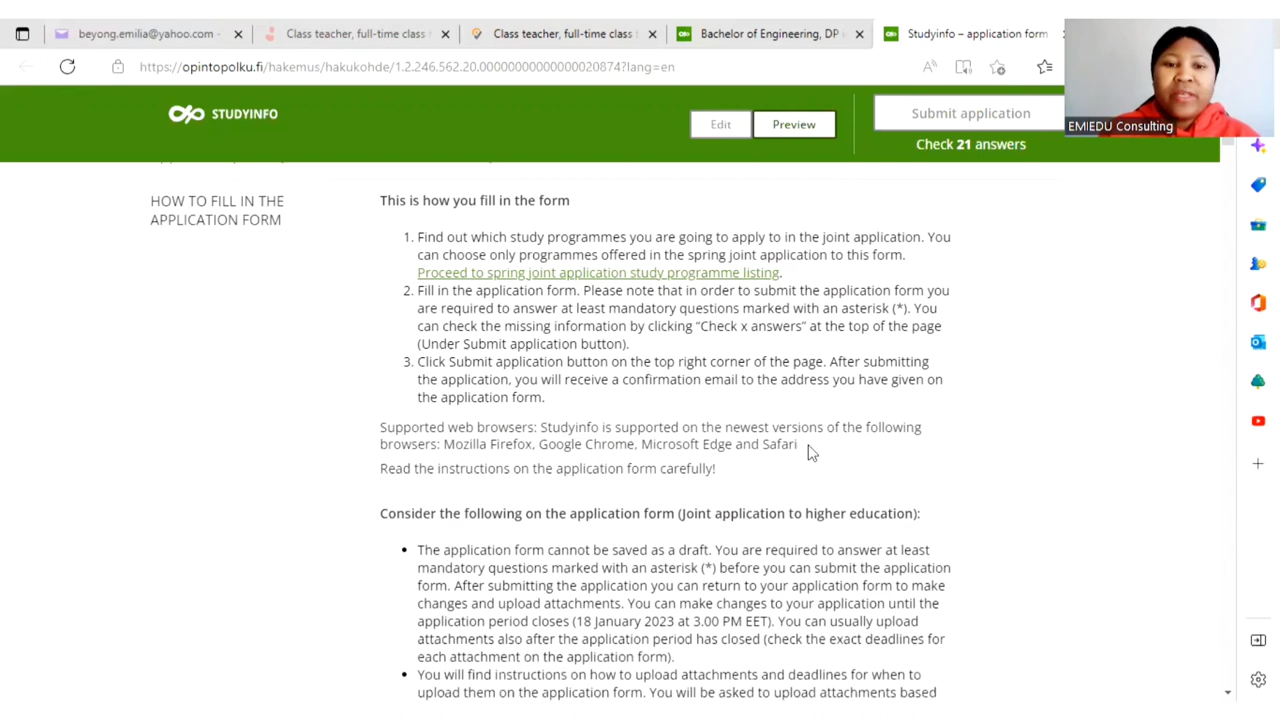 beyong.emilia@yahoo.com -
Class teacher, full-time class
Class teacher, full-time class
Bachelor of Engineering, DP
Studyinfo – application form
https://opintopolku.fi/hakemus/hakukohde/1.2.246.562.20.00000000000000020874?lang=en
STUDYINFO
Edit
Preview
Submit application
Check 21 answers
EMIEDU Consulting
HOW TO FILL IN THE
APPLICATION FORM
This is how you fill in the form
1. Find out which study programmes you are going to apply to in the joint application. You
can choose only programmes offered in the spring joint application to this form.
Proceed to spring joint application study programme listing.
2. Fill in the application form. Please note that in order to submit the application form you
are required to answer at least mandatory questions marked with an asterisk (*). You
can check the missing information by clicking “Check x answers” at the top of the page
(Under Submit application button).
3. Click Submit application button on the top right corner of the page. After submitting
the application, you will receive a confirmation email to the address you have given on
the application form.
Supported web browsers: Studyinfo is supported on the newest versions of the following
browsers: Mozilla Firefox, Google Chrome, Microsoft Edge and Safari
Read the instructions on the application form carefully!
Consider the following on the application form (Joint application to higher education):
• The application form cannot be saved as a draft. You are required to answer at least
mandatory questions marked with an asterisk (*) before you can submit the application
form. After submitting the application you can return to your application form to make
changes and upload attachments. You can make changes to your application until the
application period closes (18 January 2023 at 3.00 PM EET). You can usually upload
attachments also after the application period has closed (check the exact deadlines for
each attachment on the application form).
• You will find instructions on how to upload attachments and deadlines for when to
upload them on the application form. You will be asked to upload attachments based